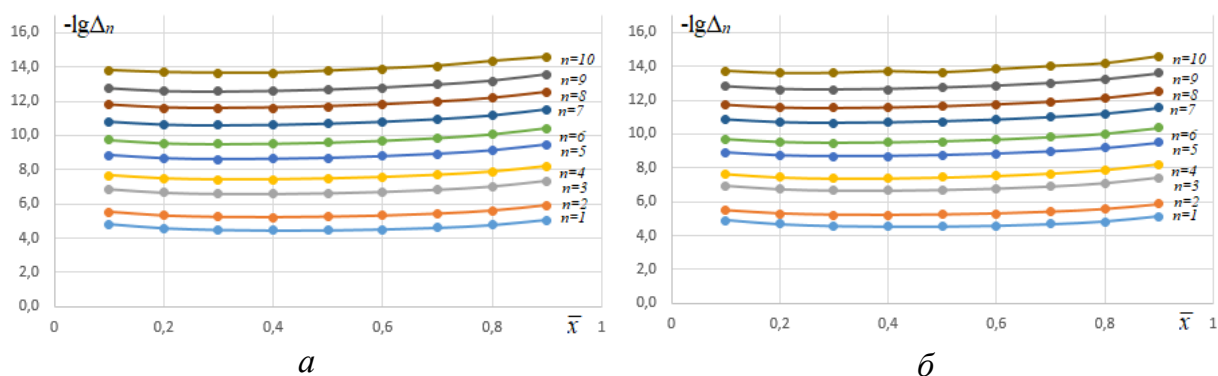 -lgΔn
16,0
14,0
12,0
10,0
8,0
6,0
4,0
2,0
0,0
n=10
n=9
n=8
n=7
n=6
n=5
n=4
n=3
n=2
n=1
0 0,2 0,4 0,6 0,8 1
x̅
а
-lgΔn
16,0
14,0
12,0
10,0
8,0
6,0
4,0
2,0
0,0
n=10
n=9
n=8
n=7
n=6
n=5
n=4
n=3
n=2
n=1
0 0,2 0,4 0,6 0,8 1
x̅
б